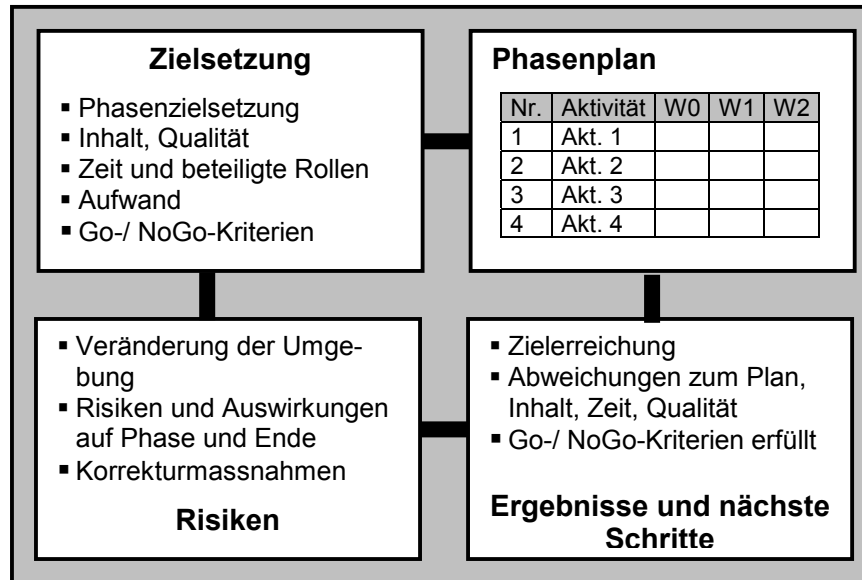 Zielsetzung
▪ Phasenzielsetzung
▪ Inhalt, Qualität
▪ Zeit und beteiligte Rollen
▪ Aufwand
▪ Go-/ NoGo-Kriterien
Phasenplan
Nr. Aktivität W0 W1 W2
1 Akt. 1
2 Akt. 2
3 Akt. 3
4 Akt. 4
▪ Veränderung der Umge-
bung
▪ Risiken und Auswirkungen
auf Phase und Ende
▪ Korrekturmassnahmen
Risiken
▪ Zielerreichung
▪ Abweichungen zum Plan,
Inhalt, Zeit, Qualität
▪ Go-/ NoGo-Kriterien erfüllt
Ergebnisse und nächste
Schritte